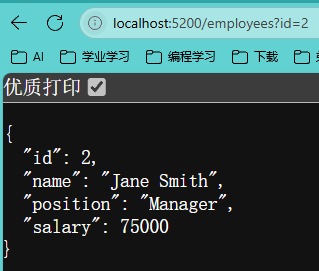 localhost:5200/employees?id=2
AI 学业学习 编程学习 下载
优质打印
{
"id": 2,
"name": "Jane Smith",
"position": "Manager",
"salary": 75000
}